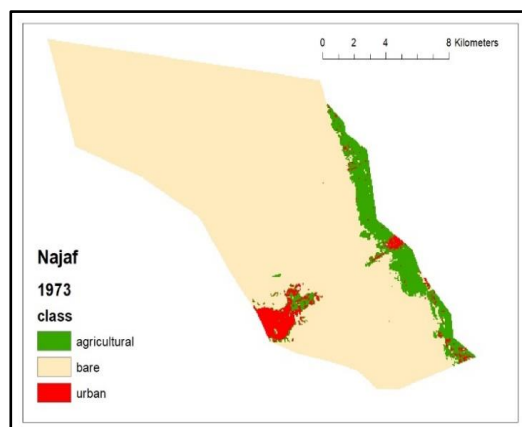 0 2 4 8 Kilometers
Najaf
1973
class
agricultural
bare
urban